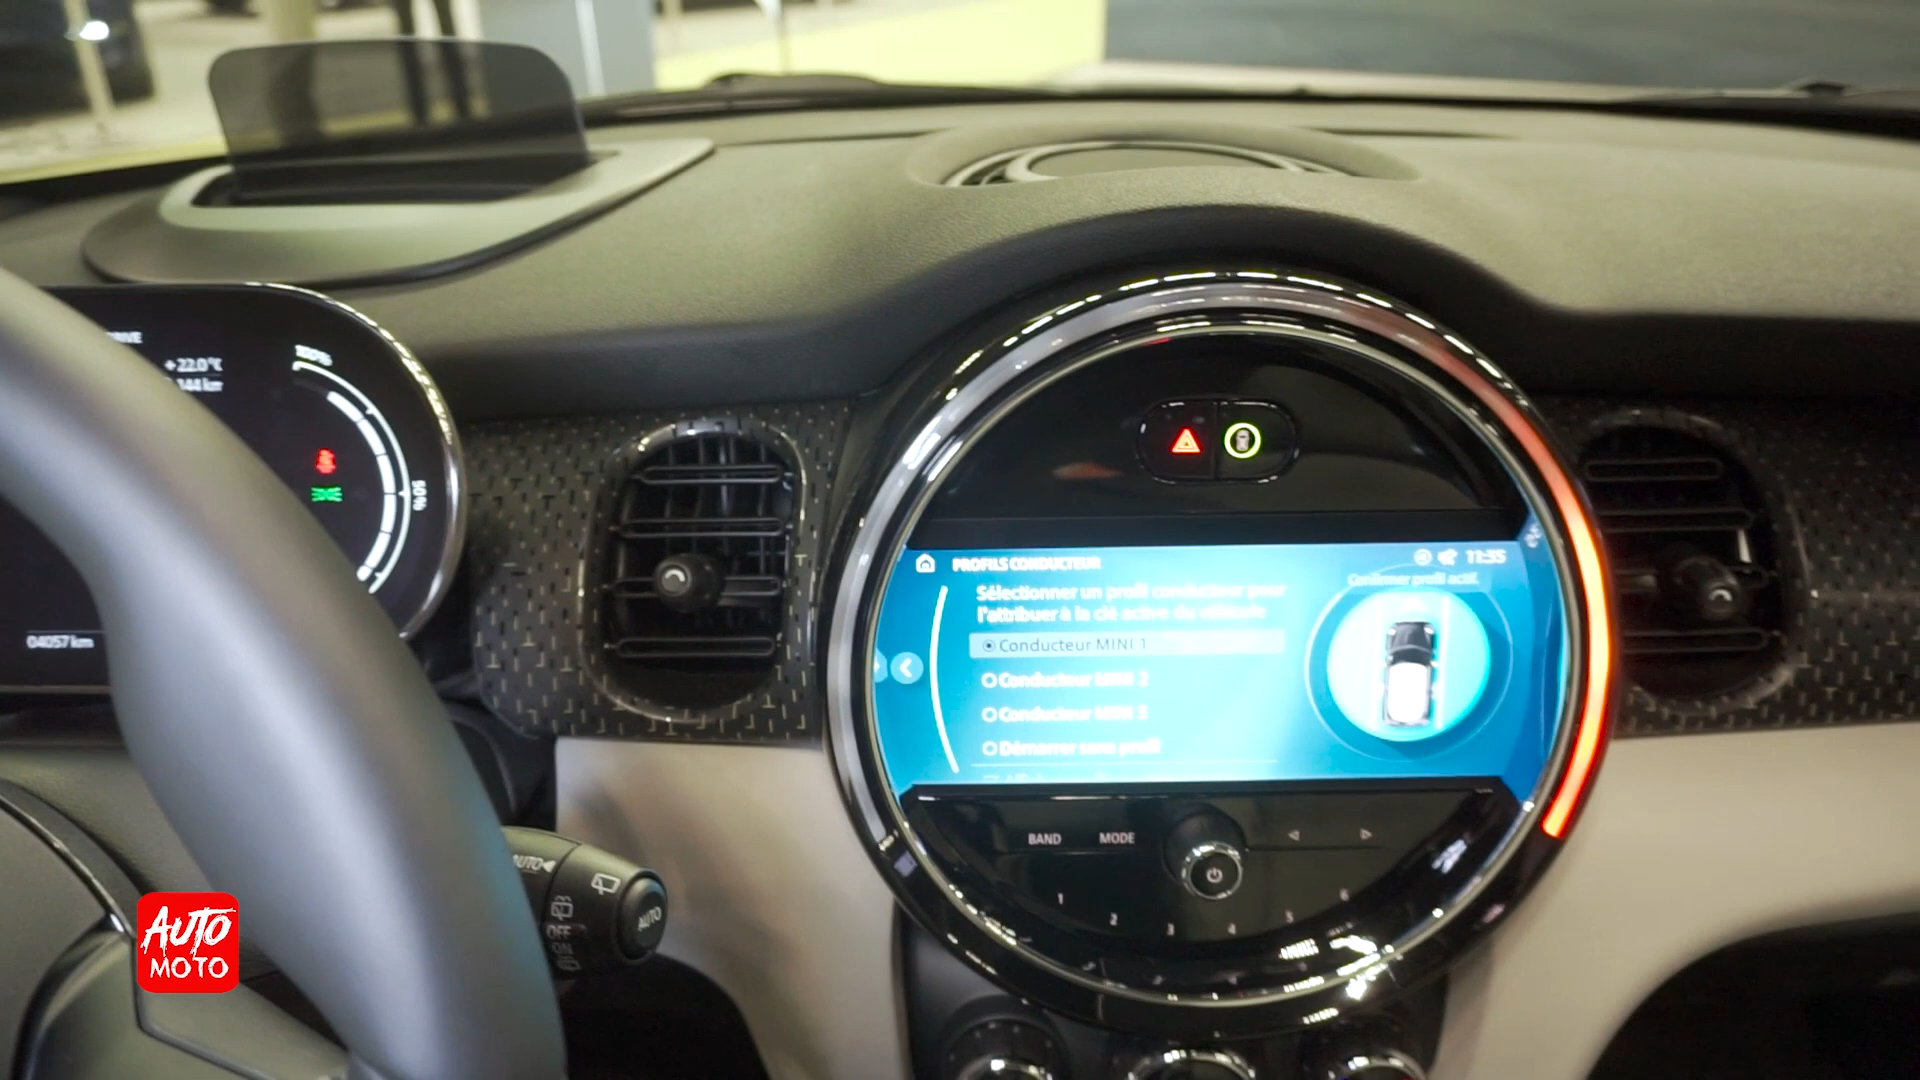 +22.0°C
144 km
100%
50%
04057 km
PROFILS CONDUCTEUR
11:35
Confirmer profil actif.
Sélectionner un profil conducteur pour
l'attribuer à la clé active du véhicule
Conducteur MINI 1
Conducteur MINI 2
Conducteur MINI 3
Démarrer sans profil
BAND
MODE
1
2
3
4
5
6
AUTO
AUTO
OFF
ON
AUTO
MOTO